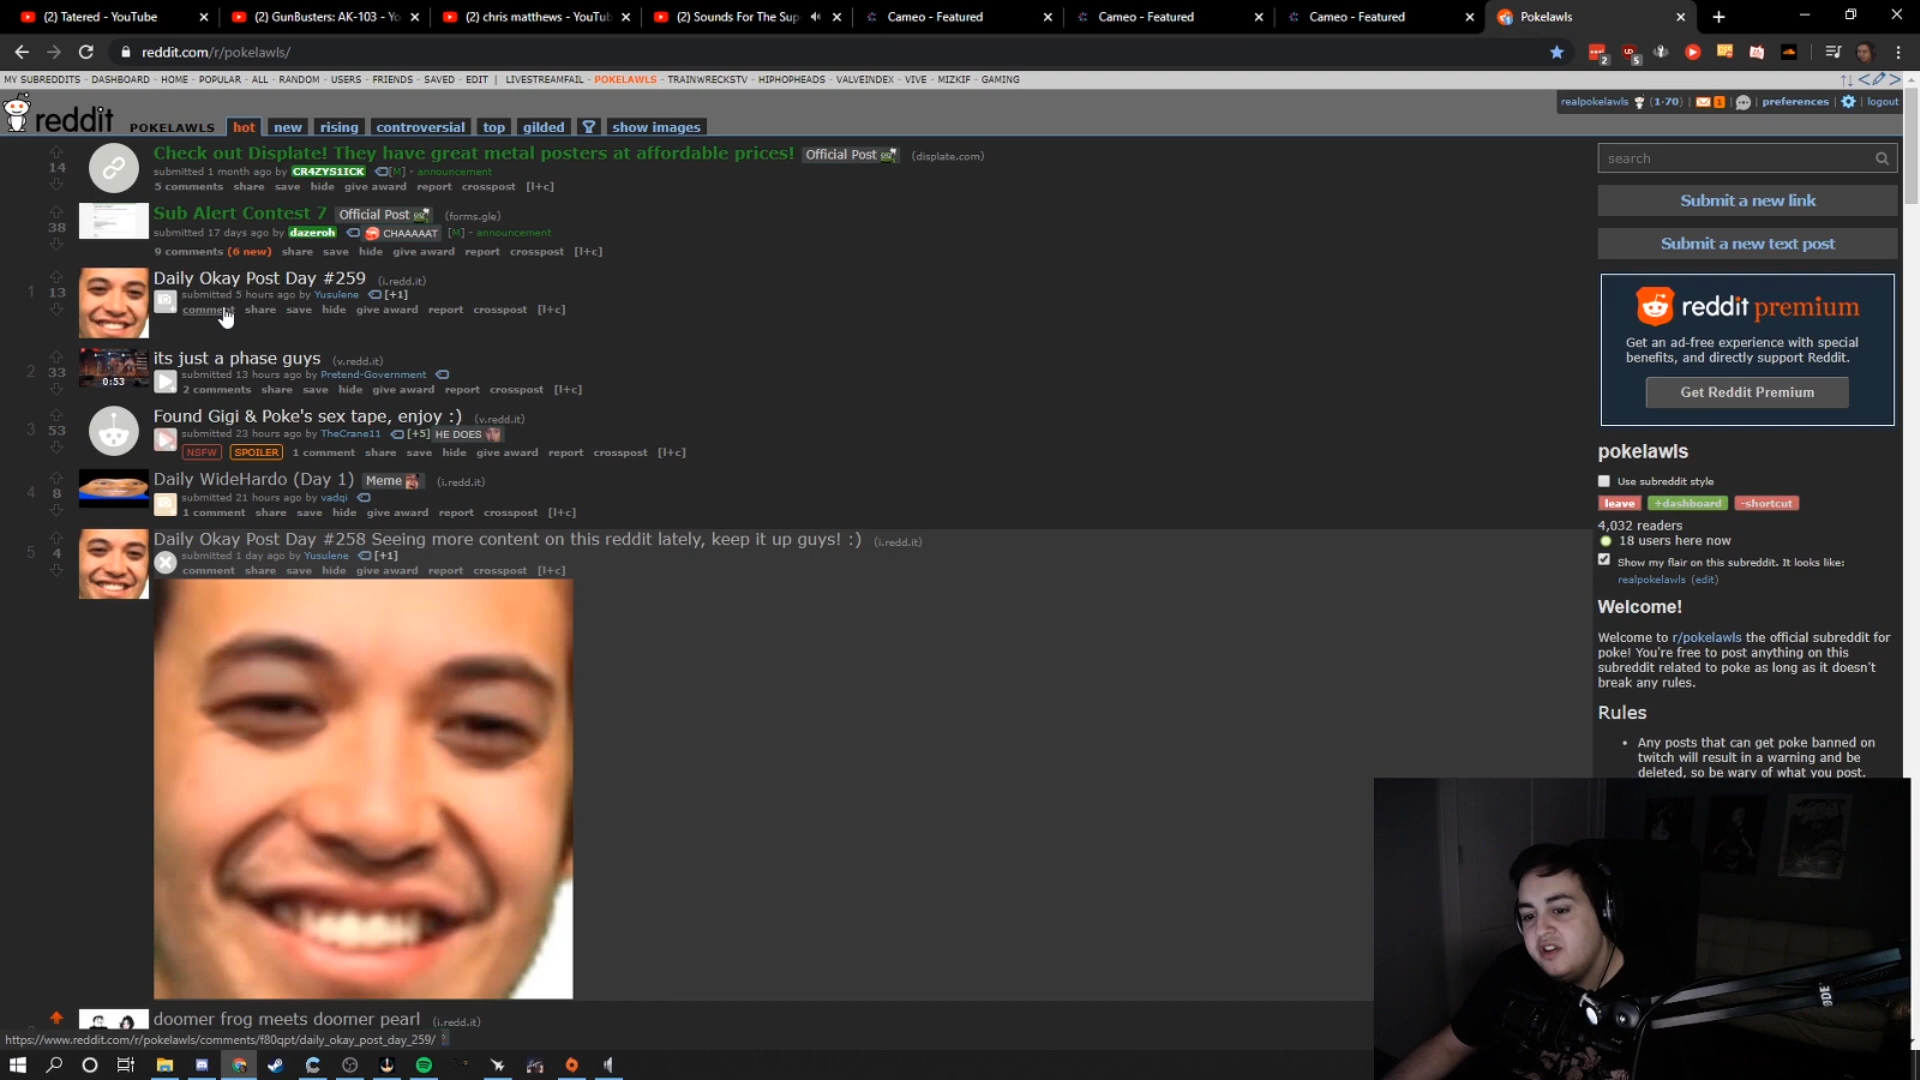 (2) Tatered - YouTube
(2) GunBusters: AK-103 - Yo
(2) chris matthews - YouTub
(2) Sounds For The Sup
Cameo - Featured
Cameo - Featured
Cameo - Featured
Pokelawls
reddit.com/r/pokelawls/
2
5
MY SUBREDDITS - DASHBOARD - HOME - POPULAR - ALL - RANDOM - USERS - FRIENDS - SAVED - EDIT | LIVESTREAMFAIL - POKELAWLS - TRAINWRECKSTV - HIPHOPHEADS - VALVEINDEX - VIVE - MIZKIF - GAMING
realpokelawls (1·70) | 1 | preferences | logout
reddit POKELAWLS hot new rising controversial top gilded show images
14
Check out Displate! They have great metal posters at affordable prices! Official Post (displate.com)
submitted 1 month ago by CR4ZYS1ICK [M] - announcement
5 comments share save hide give award report crosspost [l+c]
38
Sub Alert Contest 7 Official Post (forms.gle)
submitted 17 days ago by dazeroh CHAAAAAT [M] - announcement
9 comments (6 new) share save hide give award report crosspost [l+c]
1 13
Daily Okay Post Day #259 (i.redd.it)
submitted 5 hours ago by Yusulene [+1]
comment share save hide give award report crosspost [l+c]
2 33
0:53
its just a phase guys (v.redd.it)
submitted 13 hours ago by Pretend-Government
2 comments share save hide give award report crosspost [l+c]
3 53
Found Gigi & Poke's sex tape, enjoy :) (v.redd.it)
submitted 23 hours ago by TheCrane11 [+5] HE DOES
NSFW SPOILER 1 comment share save hide give award report crosspost [l+c]
4 8
Daily WideHardo (Day 1) Meme (i.redd.it)
submitted 21 hours ago by vadqi
1 comment share save hide give award report crosspost [l+c]
5 4
Daily Okay Post Day #258 Seeing more content on this reddit lately, keep it up guys! :) (i.redd.it)
submitted 1 day ago by Yusulene [+1]
comment share save hide give award report crosspost [l+c]
doomer frog meets doomer pearl (i.redd.it)
https://www.reddit.com/r/pokelawls/comments/f80qpt/daily_okay_post_day_259/
search
Submit a new link
Submit a new text post
reddit premium
Get an ad-free experience with special
benefits, and directly support Reddit.
Get Reddit Premium
pokelawls
Use subreddit style
leave +dashboard -shortcut
4,032 readers
18 users here now
Show my flair on this subreddit. It looks like:
realpokelawls (edit)
Welcome!
Welcome to r/pokelawls the official subreddit for
poke! You're free to post anything on this
subreddit related to poke as long as it doesn't
break any rules.
Rules
• Any posts that can get poke banned on
twitch will result in a warning and be
deleted, so be wary of what you post.